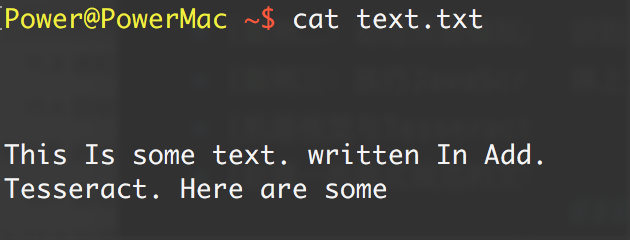 Power@PowerMac ~$ cat text.txt
This Is some text. written In Add.
Tesseract. Here are some